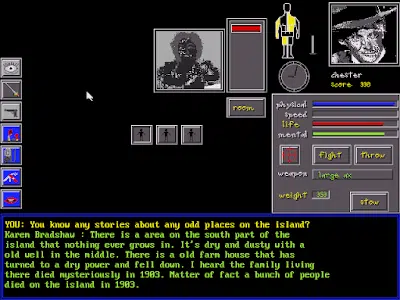 chester
score 990
room
physical
speed
life
mental
fight
throw
weapon
large ax
weight
stow
YOU: You know any stories about any odd places on the island?
Karen Bradshaw : There is a area on the south part of the
island that nothing ever grows in. It's dry and dusty with a
old well in the middle. There is a old farm house that has
turned to a dry power and fell down. I heard the family living
there died mysteriously in 1903. Matter of fact a bunch of people
died on the island in 1903.